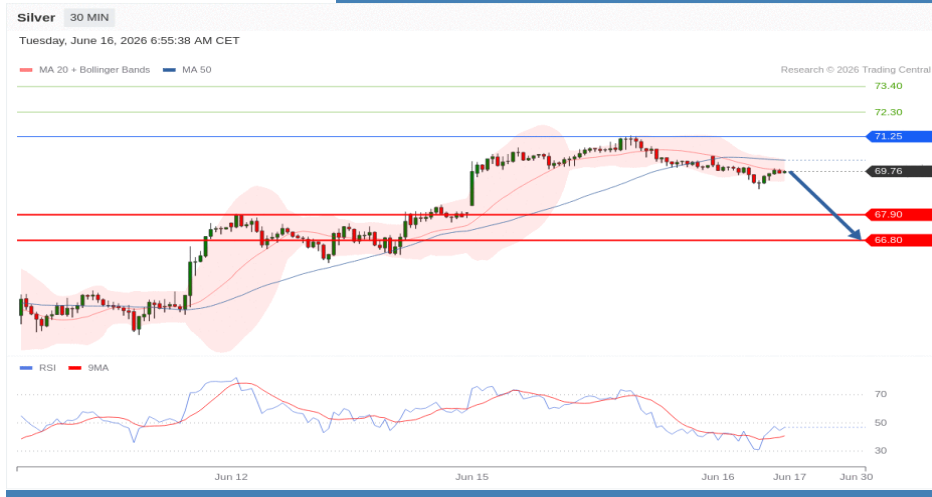 Silver 30 MIN
Tuesday, June 16, 2026 6:55:38 AM CET
MA 20 + Bollinger Bands MA 50 Research © 2026 Trading Central
73.40
72.30
71.25
69.76
67.90
66.80
RSI 9MA
70
50
30
Jun 12 Jun 15 Jun 16 Jun 17 Jun 30